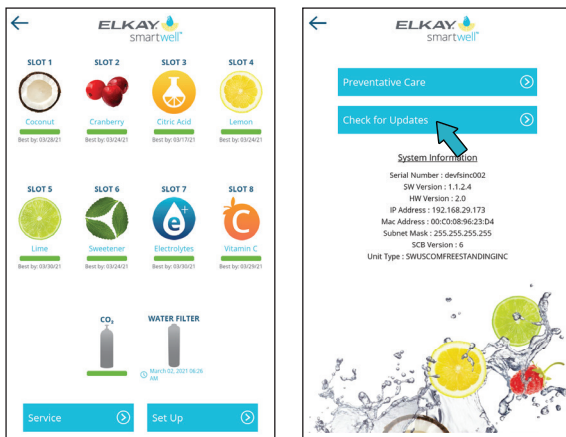 ELKAY.
smartwell™
SLOT 1 SLOT 2 SLOT 3 SLOT 4
Coconut Cranberry Citric Acid Lemon
Best by: 03/28/21 Best by: 03/24/21 Best by: 03/17/21 Best by: 03/24/21
SLOT 5 SLOT 6 SLOT 7 SLOT 8
e+
C
Lime Sweetener Electrolytes Vitamin C
Best by: 03/30/21 Best by: 03/24/21 Best by: 03/30/21 Best by: 03/29/21
CO₂ WATER FILTER
March 02, 2021 06:26
AM
Service Set Up
ELKAY.
smartwell™
Preventative Care
Check for Updates
System Information
Serial Number : devfsinc002
SW Version : 1.1.2.4
HW Version : 2.0
IP Address : 192.168.29.173
Mac Address : 00:C0:08:96:23:D4
Subnet Mask : 255.255.255.255
SCB Version : 6
Unit Type : SWUSCOMFREESTANDINGINC